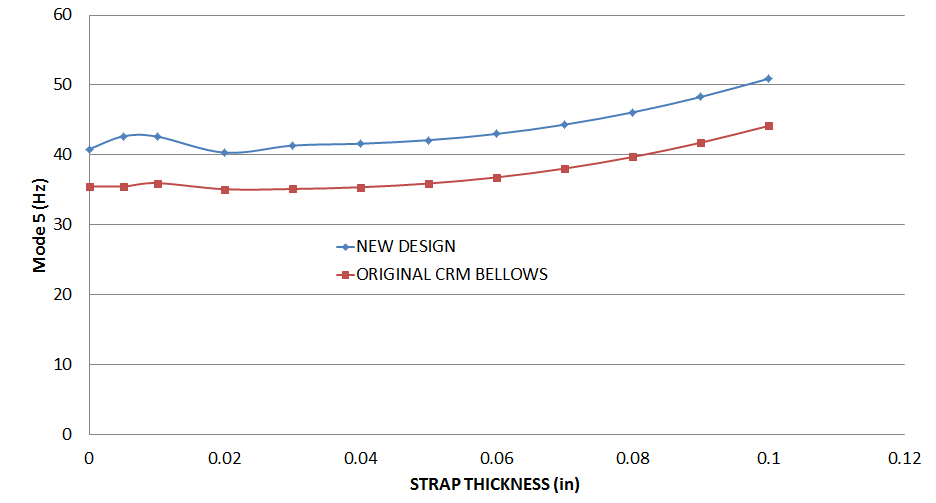 60
50
40
30
20
10
0
Mode 5 (Hz)
NEW DESIGN
ORIGINAL CRM BELLOWS
0 0.02 0.04 0.06 0.08 0.1 0.12
STRAP THICKNESS (in)